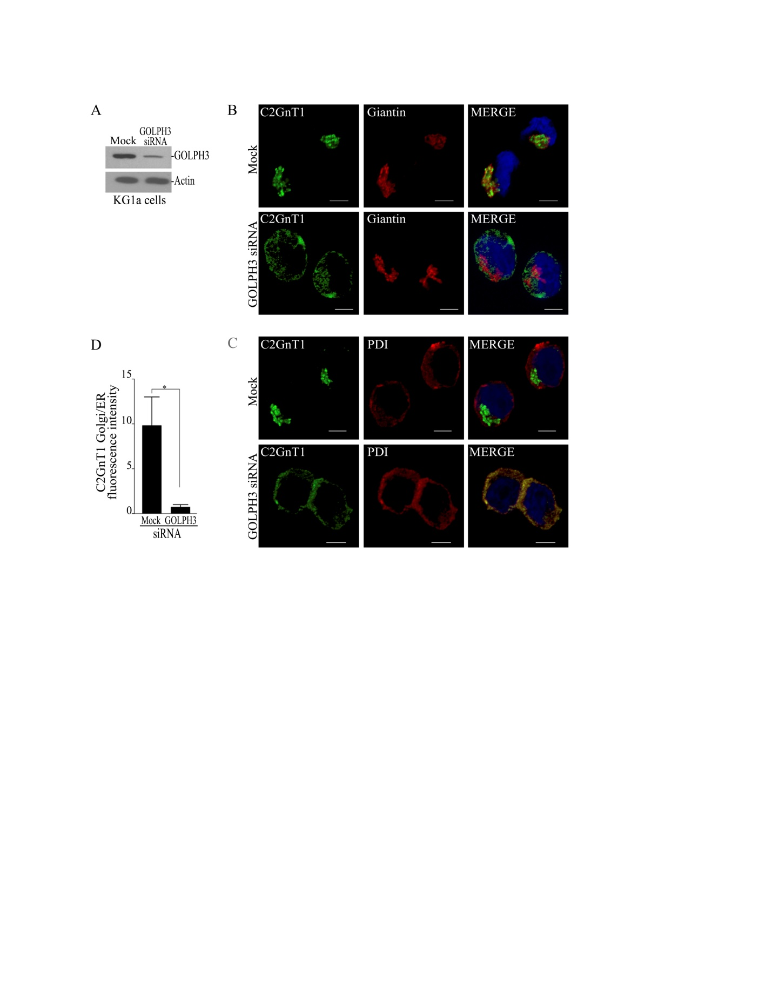 A
Mock
GOLPH3
siRNA
-GOLPH3
-Actin
KG1a cells
B
C2GnT1
Giantin
MERGE
Mock
C2GnT1
Giantin
MERGE
GOLPH3 siRNA
D
15
10
5
0
C2GnT1 Golgi/ER
fluorescence intensity
*
Mock GOLPH3
siRNA
C
C2GnT1
PDI
MERGE
Mock
C2GnT1
PDI
MERGE
GOLPH3 siRNA